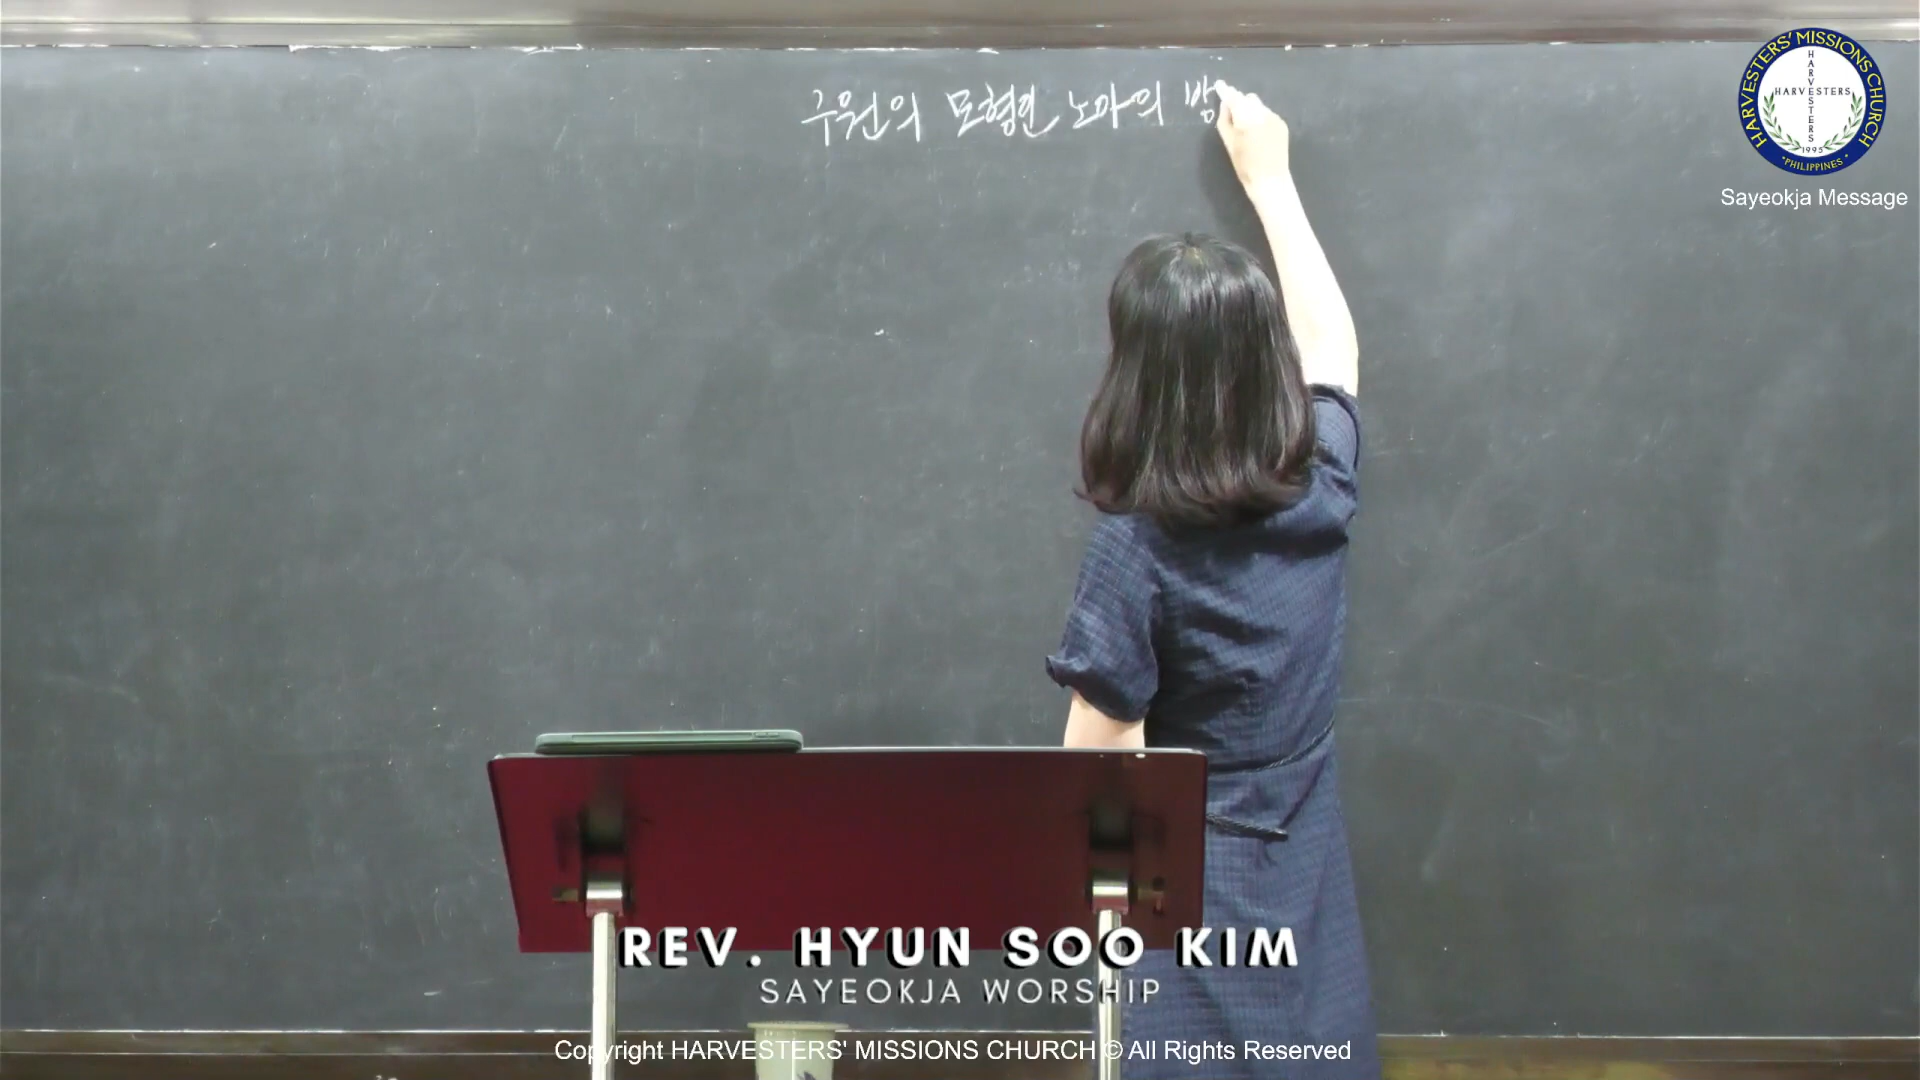 구원의 모형인 노아의 방
HARVESTERS' MISSIONS CHURCH
HARVESTERS
HARVESTERS
1995
• PHILIPPINES •
Sayeokja Message
REV. HYUN SOO KIM
SAYEOKJA WORSHIP
Copyright HARVESTERS' MISSIONS CHURCH © All Rights Reserved